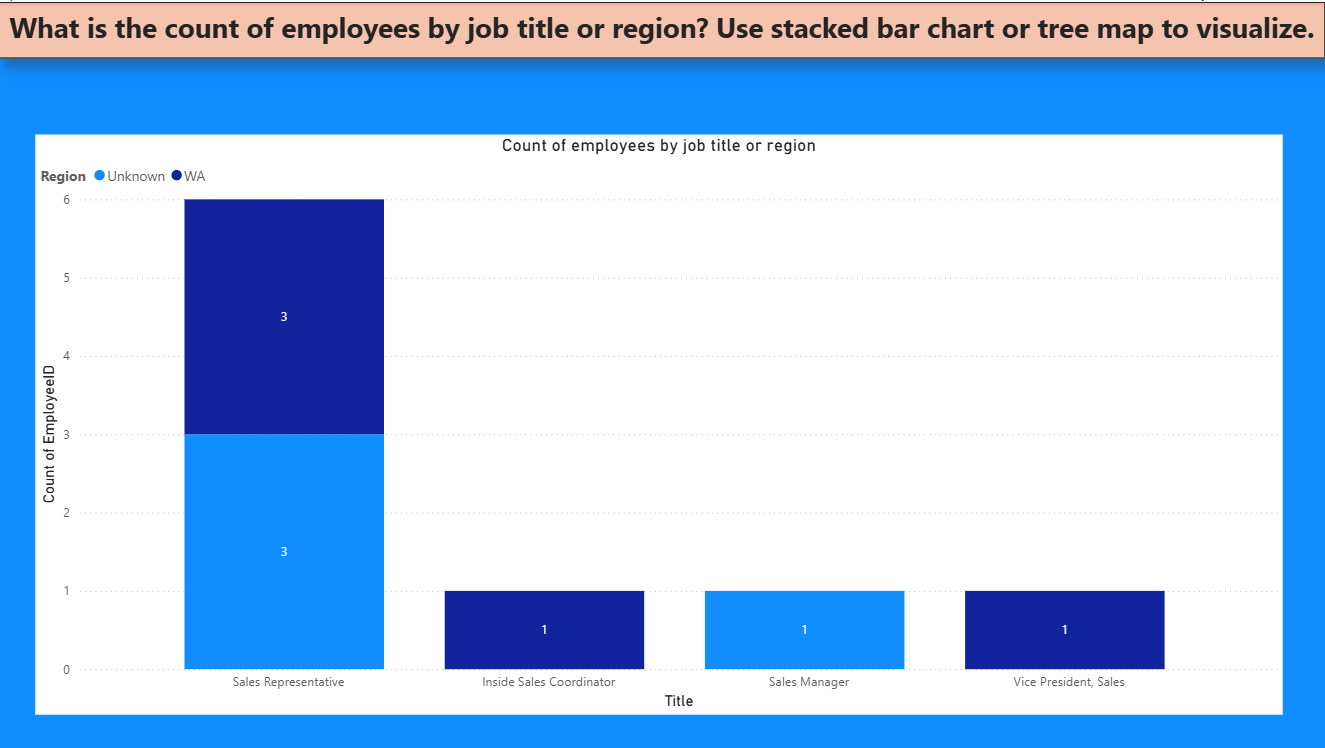 What is the count of employees by job title or region? Use stacked bar chart or tree map to visualize.
Count of employees by job title or region
Region Unknown WA
6
5
4
3
2
1
0
Count of EmployeeID
3
3
1
1
1
Sales Representative
Inside Sales Coordinator
Sales Manager
Vice President, Sales
Title